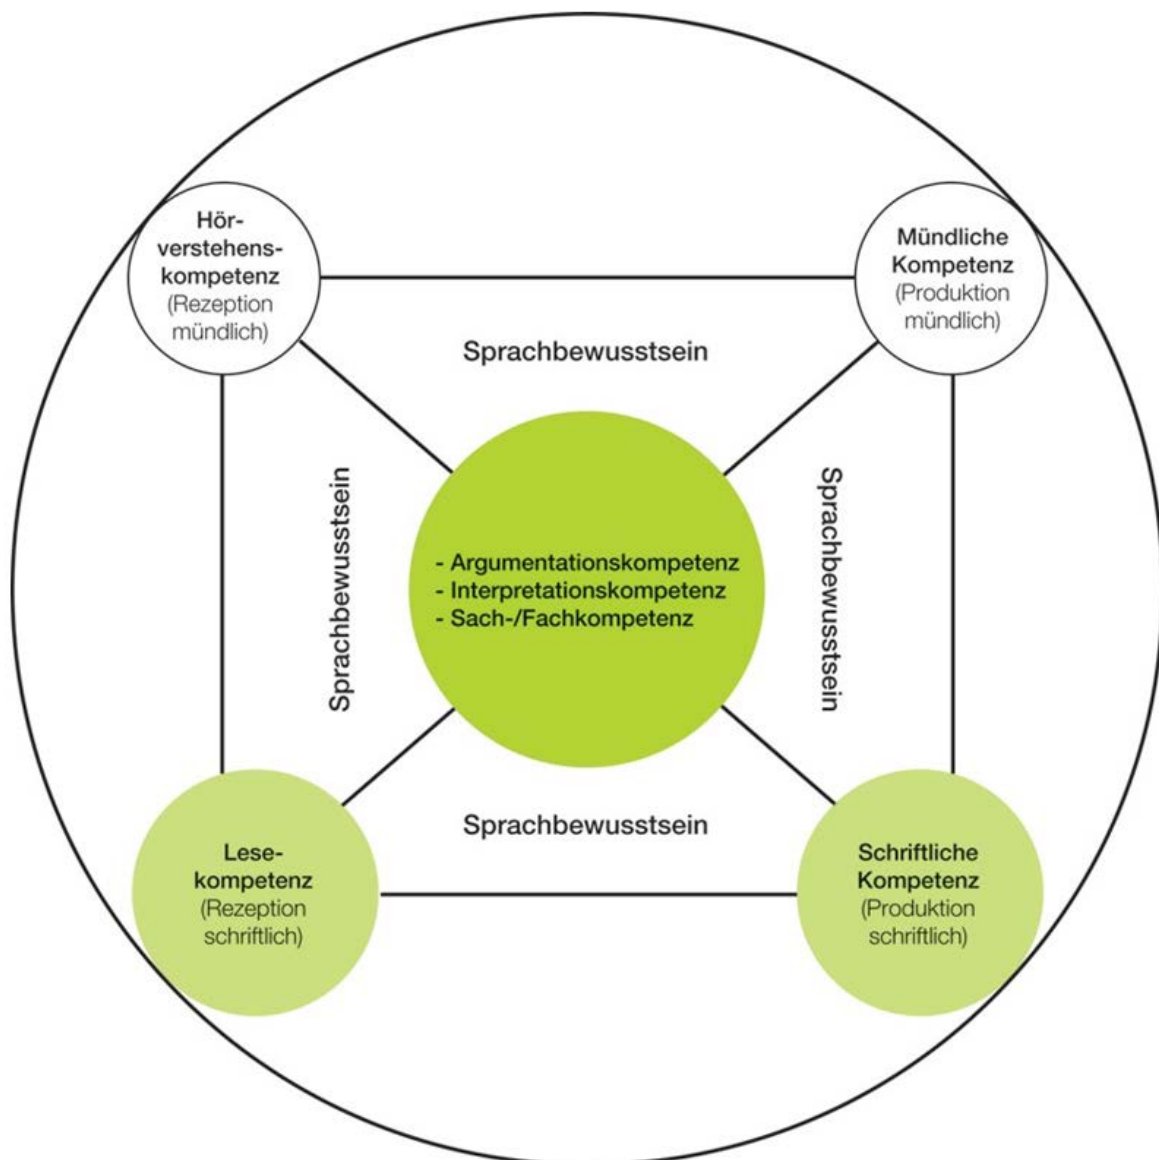 Hör-
verstehens-
kompetenz
(Rezeption
mündlich)
Mündliche
Kompetenz
(Produktion
mündlich)
Sprachbewusstsein
Sprachbewusstsein
- Argumentationskompetenz
- Interpretationskompetenz
- Sach-/Fachkompetenz
Sprachbewusstsein
Sprachbewusstsein
Lese-
kompetenz
(Rezeption
schriftlich)
Schriftliche
Kompetenz
(Produktion
schriftlich)